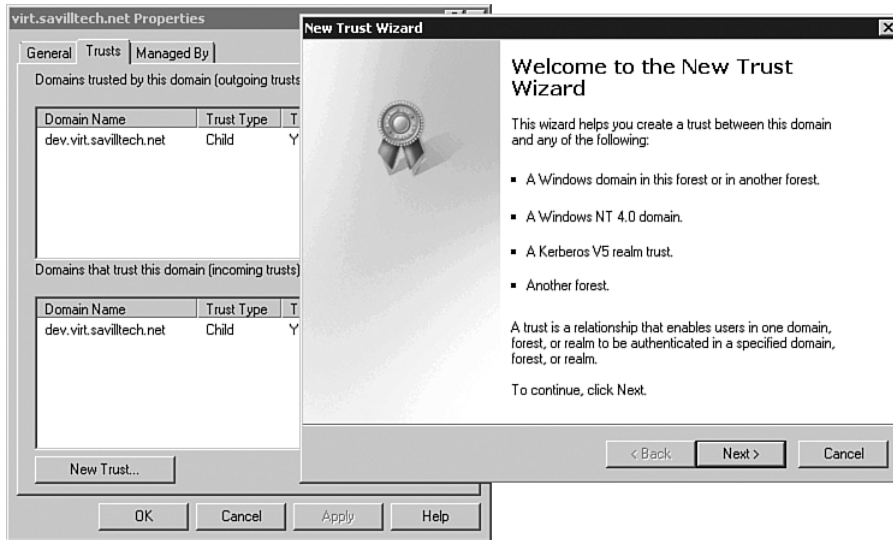 virt.savilltech.net Properties
General
Trusts
Managed By
Domains trusted by this domain (outgoing trusts
Domain Name
Trust Type
T
dev.virt.savilltech.net
Child
Y
Domains that trust this domain (incoming trusts)
Domain Name
Trust Type
T
dev.virt.savilltech.net
Child
Y
New Trust...
OK
Cancel
Apply
Help
New Trust Wizard
Welcome to the New Trust
Wizard
This wizard helps you create a trust between this domain
and any of the following:
▪ A Windows domain in this forest or in another forest.
▪ A Windows NT 4.0 domain.
▪ A Kerberos V5 realm trust.
▪ Another forest.
A trust is a relationship that enables users in one domain,
forest, or realm to be authenticated in a specified domain,
forest, or realm.
To continue, click Next.
< Back
Next >
Cancel